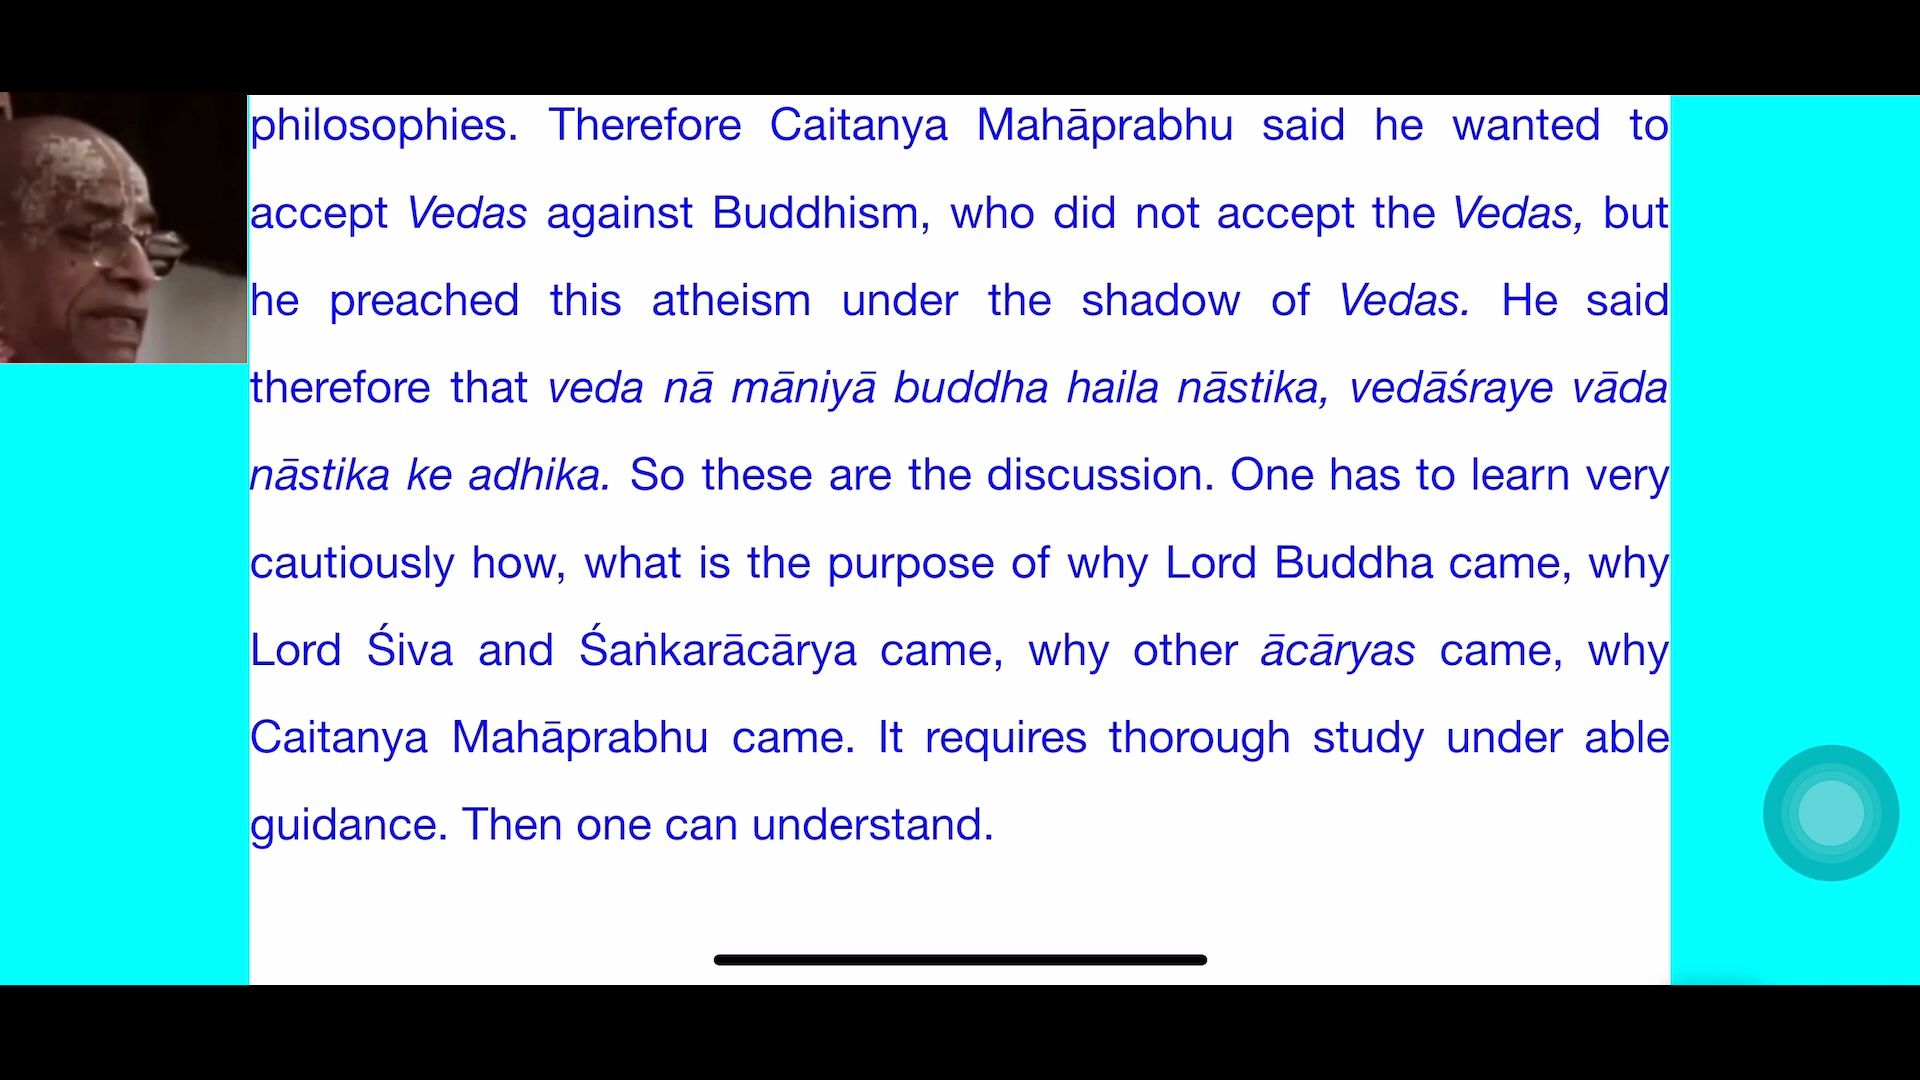 philosophies. Therefore Caitanya Mahāprabhu said he wanted to
accept Vedas against Buddhism, who did not accept the Vedas, but
he preached this atheism under the shadow of Vedas. He said
therefore that veda nā māniyā buddha haila nāstika, vedāśraye vāda
nāstika ke adhika. So these are the discussion. One has to learn very
cautiously how, what is the purpose of why Lord Buddha came, why
Lord Śiva and Śaṅkarācārya came, why other ācāryas came, why
Caitanya Mahāprabhu came. It requires thorough study under able
guidance. Then one can understand.